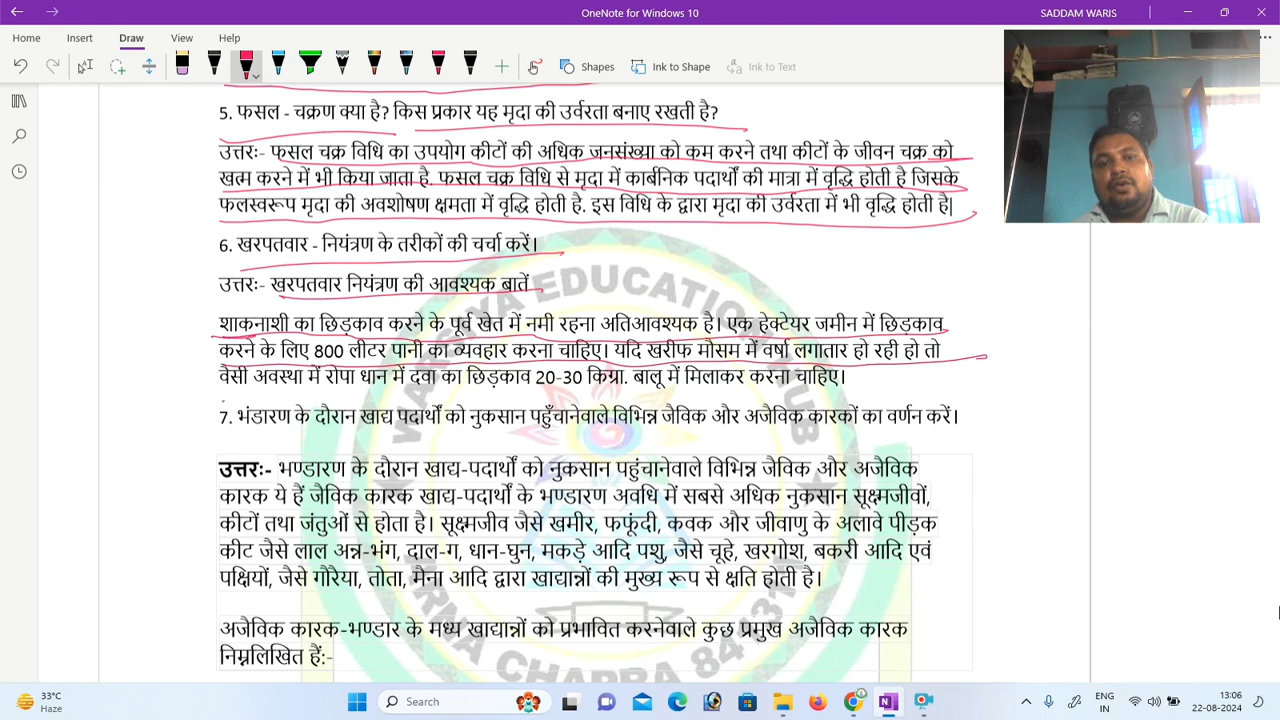 OneNote for Windows 10
SADDAM WARIS
Home Insert Draw View Help
Shapes Ink to Shape Ink to Text
5. फसल - चक्रण क्या है? किस प्रकार यह मृदा की उर्वरता बनाए रखती है?
उत्तरः- फसल चक्र विधि का उपयोग कीटों की अधिक जनसंख्या को कम करने तथा कीटों के जीवन चक्र को
खत्म करने में भी किया जाता है. फसल चक्र विधि से मृदा में कार्बनिक पदार्थों की मात्रा में वृद्धि होती है जिसके
फलस्वरूप मृदा की अवशोषण क्षमता में वृद्धि होती है. इस विधि के द्वारा मृदा की उर्वरता में भी वृद्धि होती है|
6. खरपतवार - नियंत्रण के तरीकों की चर्चा करें।
उत्तरः- खरपतवार नियंत्रण की आवश्यक बातें
शाकनाशी का छिड़काव करने के पूर्व खेत में नमी रहना अतिआवश्यक है। एक हेक्टेयर जमीन में छिड़काव
करने के लिए 800 लीटर पानी का व्यवहार करना चाहिए। यदि खरीफ मौसम में वर्षा लगातार हो रही हो तो
वैसी अवस्था में रोपा धान में दवा का छिड़काव 20-30 किग्रा. बालू में मिलाकर करना चाहिए।
7. भंडारण के दौरान खाद्य पदार्थों को नुकसान पहुँचानेवाले विभिन्न जैविक और अजैविक कारकों का वर्णन करें।
उत्तरः- भण्डारण के दौरान खाद्य-पदार्थों को नुकसान पहुंचानेवाले विभिन्न जैविक और अजैविक
कारक ये हैं जैविक कारक खाद्य-पदार्थों के भण्डारण अवधि में सबसे अधिक नुकसान सूक्ष्मजीवों,
कीटों तथा जंतुओं से होता है। सूक्ष्मजीव जैसे खमीर, फफूंदी, कवक और जीवाणु के अलावे पीड़क
कीट जैसे लाल अन्न-भंग, दाल-ग, धान-घुन, मकड़े आदि पशु, जैसे चूहे, खरगोश, बकरी आदि एवं
पक्षियों, जैसे गौरैया, तोता, मैना आदि द्वारा खाद्यान्नों की मुख्य रूप से क्षति होती है।
अजैविक कारक-भण्डार के मध्य खाद्यान्नों को प्रभावित करनेवाले कुछ प्रमुख अजैविक कारक
निम्नलिखित हैं:-
33°C
Haze
Search
ENG
IN
13:06
22-08-2024